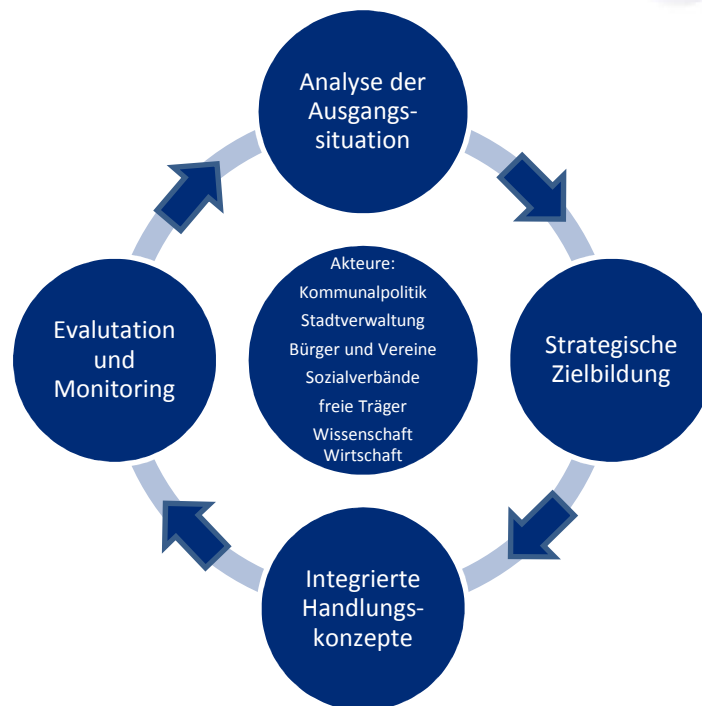 Analyse der
Ausgangs-
situation
Akteure:
Kommunalpolitik
Stadtverwaltung
Bürger und Vereine
Sozialverbände
freie Träger
Wissenschaft
Wirtschaft
Evalutation
und
Monitoring
Strategische
Zielbildung
Integrierte
Handlungs-
konzepte